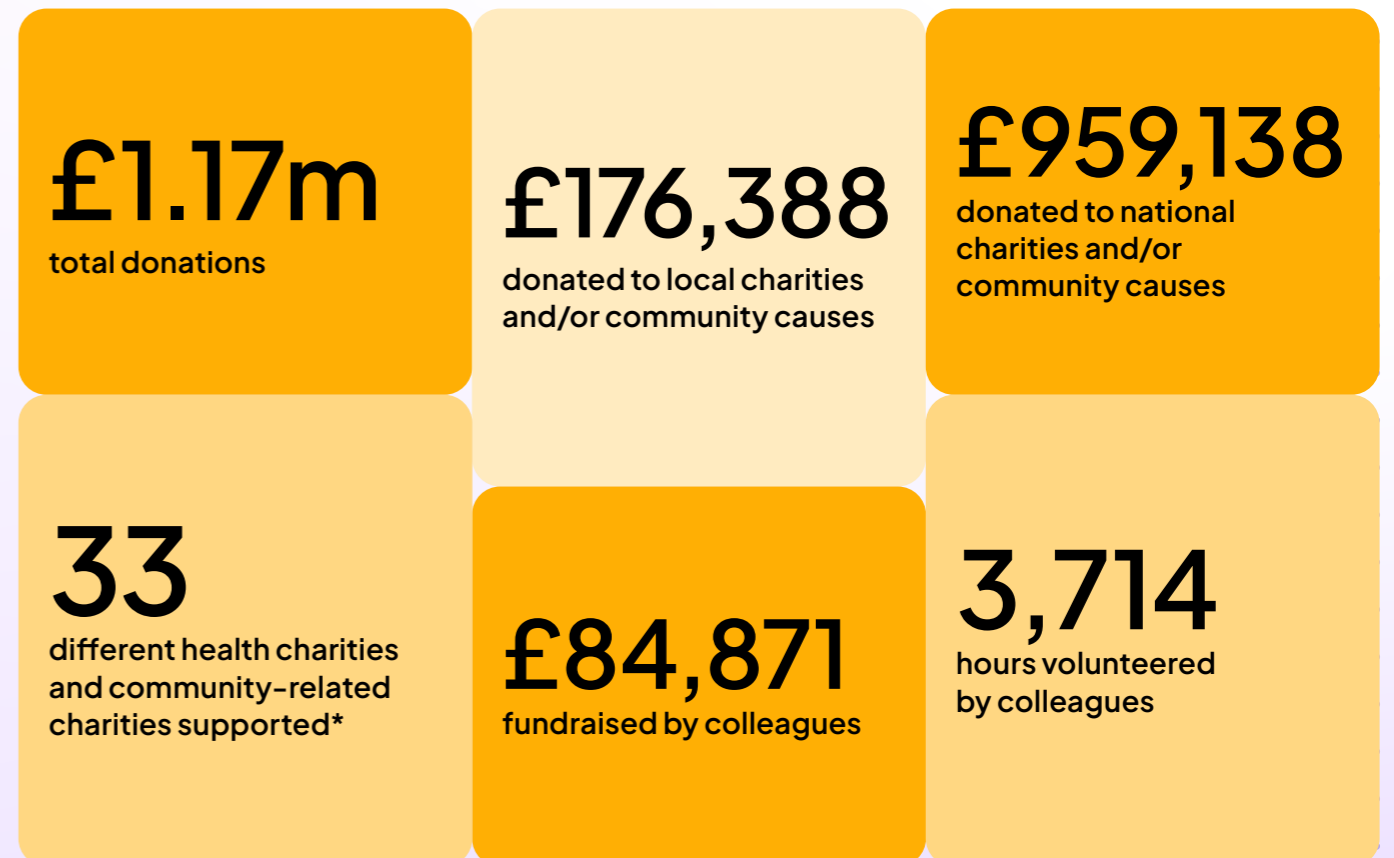 £1.17m
total donations
£176,388
donated to local charities
and/or community causes
£959,138
donated to national
charities and/or
community causes
33
different health charities
and community-related
charities supported*
£84,871
fundraised by colleagues
3,714
hours volunteered
by colleagues